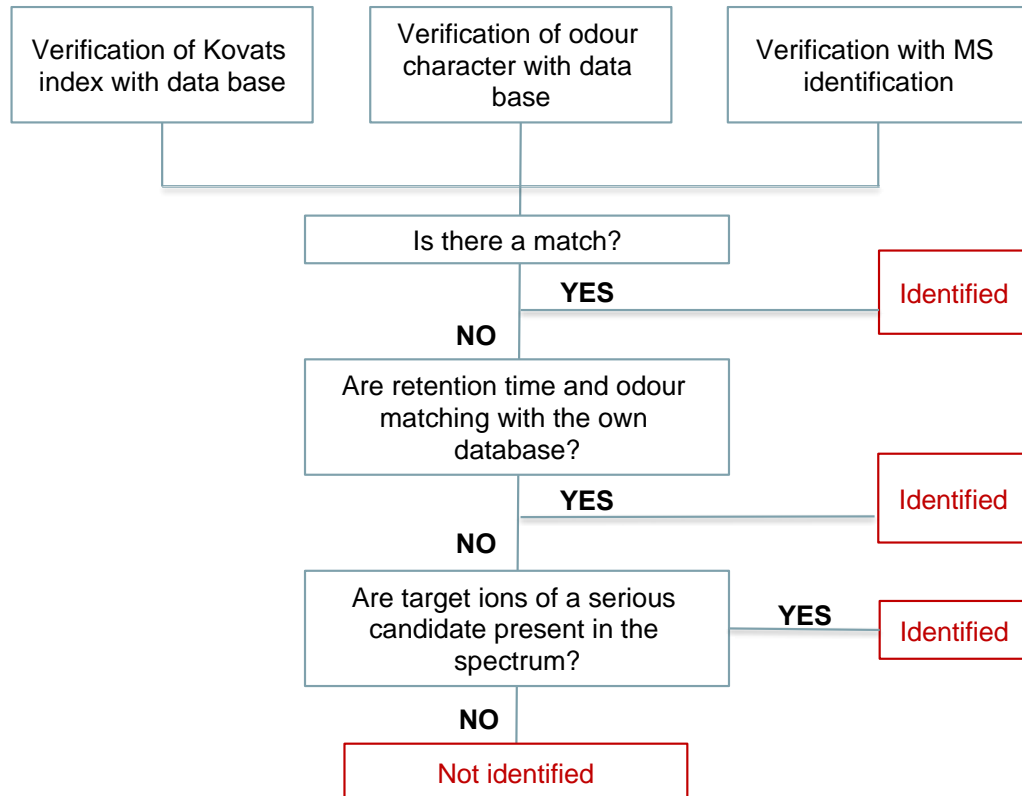 Verification of Kovats
index with data base
Verification of odour
character with data
base
Verification with MS
identification
Is there a match?
YES
Identified
NO
Are retention time and odour
matching with the own
database?
YES
Identified
NO
Are target ions of a serious
candidate present in the
spectrum?
YES
Identified
NO
Not identified